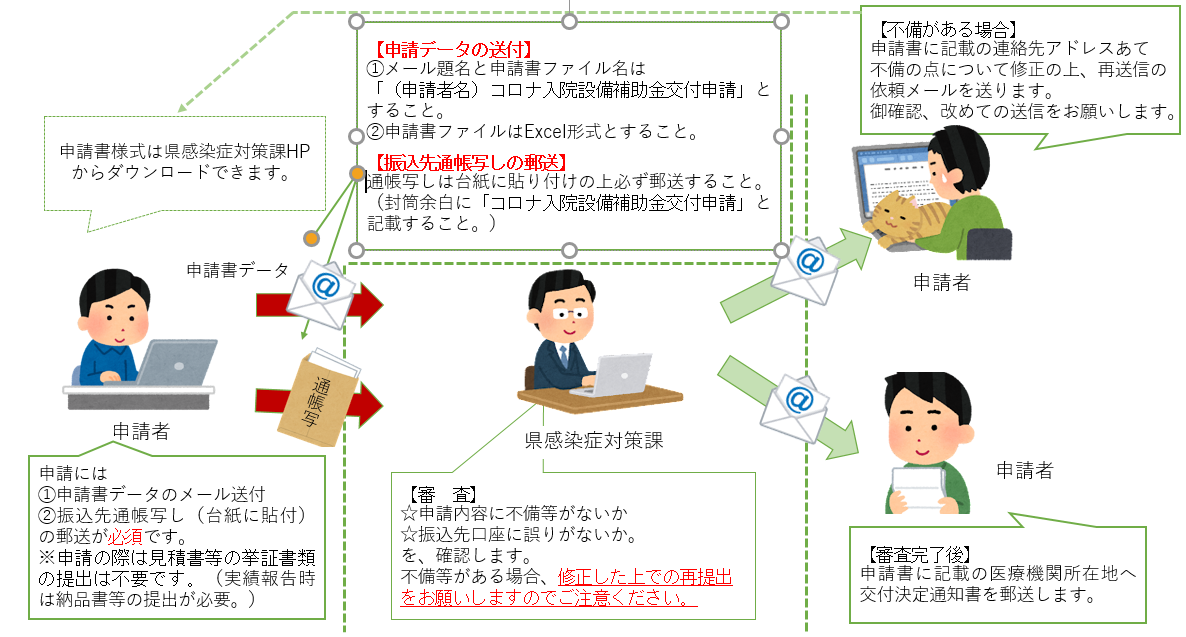 【申請データの送付】
①メール題名と申請書ファイル名は
「（申請者名）コロナ入院設備補助金交付申請」と
すること。
②申請書ファイルはExcel形式とすること。
【振込先通帳写しの郵送】
通帳写しは台紙に貼り付けの上必ず郵送すること。
（封筒余白に「コロナ入院設備補助金交付申請」と
記載すること。）
【不備がある場合】
申請書に記載の連絡先アドレスあて
不備の点について修正の上、再送信の
依頼メールを送ります。
御確認、改めての送信をお願いします。
申請書様式は県感染症対策課HP
からダウンロードできます。
申請書データ
@
@
申請者
通帳写
申請者
県感染症対策課
@
申請者
申請には
①申請書データのメール送付
②振込先通帳写し（台紙に貼付）
の郵送が必須です。
※申請の際は見積書等の挙証書類
の提出は不要です。（実績報告時
は納品書等の提出が必要。）
【審　査】
☆申請内容に不備等がないか
☆振込先口座に誤りがないか。
を、確認します。
不備等がある場合、修正した上での再提出
をお願いしますのでご注意ください。
【審査完了後】
申請書に記載の医療機関所在地へ
交付決定通知書を郵送します。